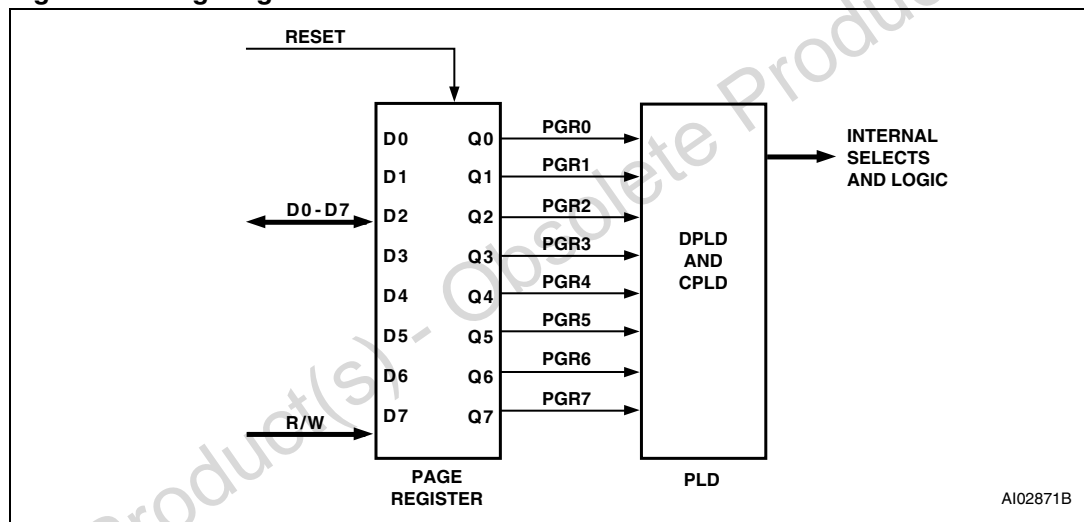 RESET
D0 Q0 PGR0
D1 Q1 PGR1
D0-D7 D2 Q2 PGR2
D3 Q3 PGR3
D4 Q4 PGR4
D5 Q5 PGR5
D6 Q6 PGR6
R/W D7 Q7 PGR7
DPLD
AND
CPLD
INTERNAL
SELECTS
AND LOGIC
PAGE
REGISTER
PLD
AI02871B
Product(s) - Obsolete Produc